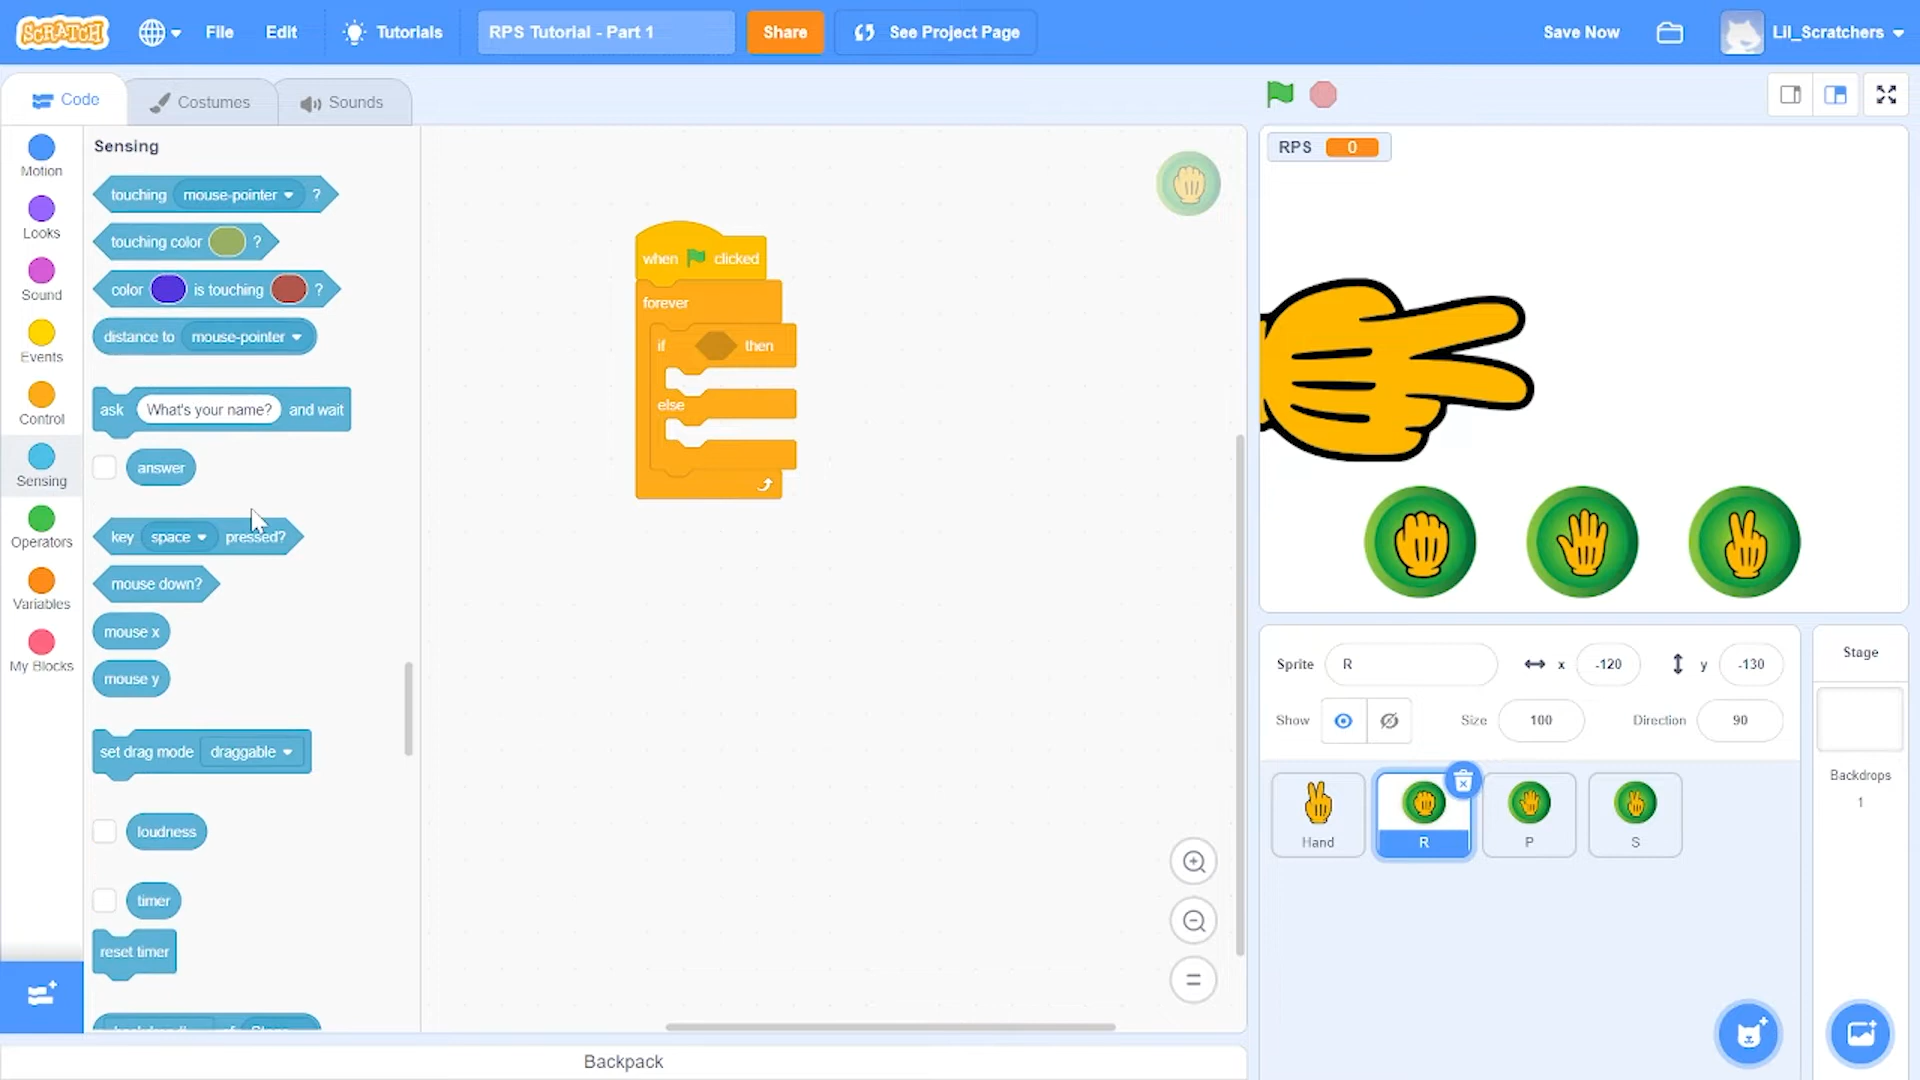 SCRATCH
File
Edit
Tutorials
RPS Tutorial - Part 1
Share
See Project Page
Save Now
Lil_Scratchers
Code
Costumes
Sounds
Motion
Looks
Sound
Events
Control
Sensing
Operators
Variables
My Blocks
Sensing
touching mouse-pointer ?
touching color ?
color is touching ?
distance to mouse-pointer
ask What's your name? and wait
answer
key space pressed?
mouse down?
mouse x
mouse y
set drag mode draggable
loudness
timer
reset timer
when clicked
forever
if then
else
RPS 0
Sprite R x -120 y -130
Show Size 100 Direction 90
Hand
R
P
S
Stage
Backdrops
1
Backpack